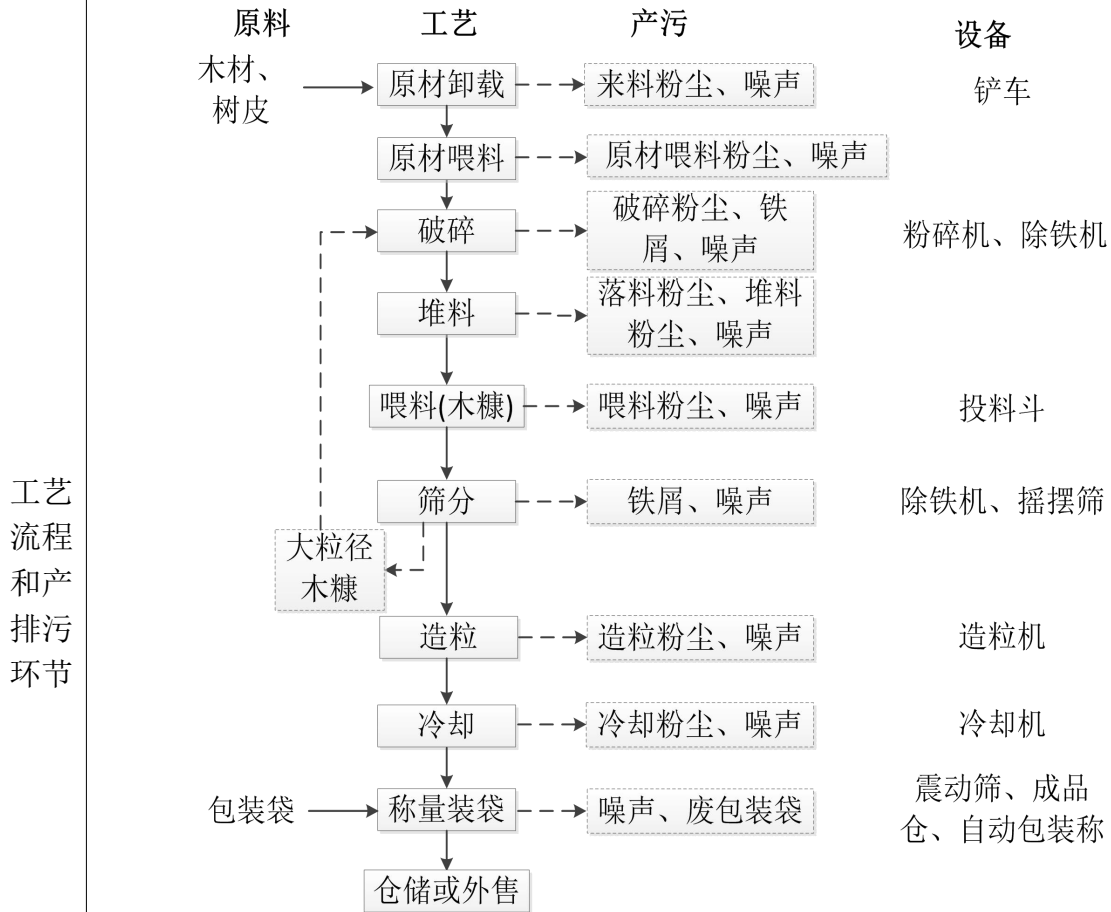 原料 工艺 产污 设备
木材、
树皮
原材卸载 来料粉尘、噪声 铲车
原材喂料 原材喂料粉尘、噪声
破碎 破碎粉尘、铁
屑、噪声
粉碎机、除铁机
堆料 落料粉尘、堆料
粉尘、噪声
喂料(木糠) 喂料粉尘、噪声 投料斗
筛分 铁屑、噪声 除铁机、摇摆筛
大粒径
木糠
造粒 造粒粉尘、噪声 造粒机
冷却 冷却粉尘、噪声 冷却机
包装袋 称量装袋 噪声、废包装袋 震动筛、成品
仓、自动包装称
仓储或外售
工艺
流程
和产
排污
环节